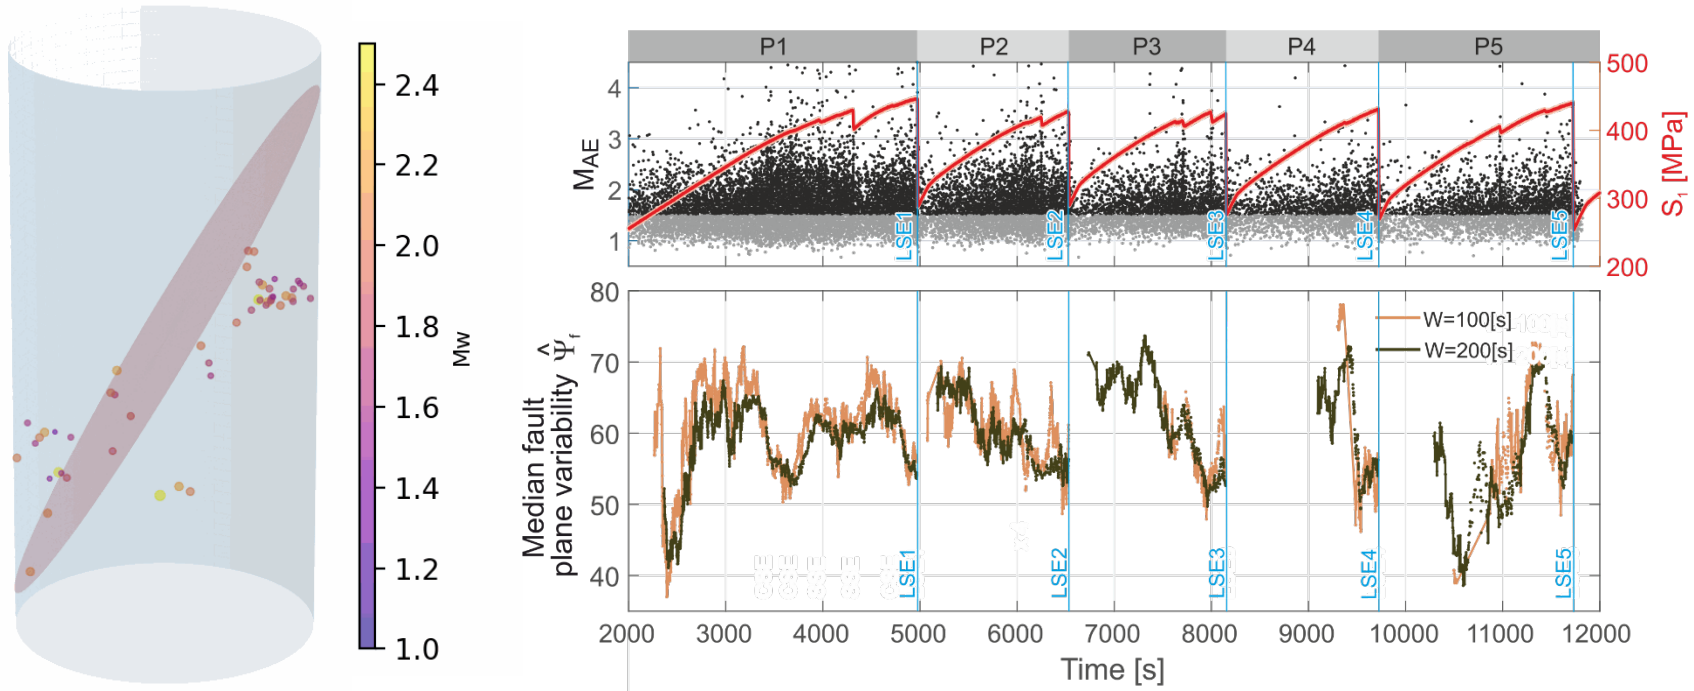 2.4
2.2
2.0
1.8
1.6
1.4
1.2
1.0
Mw
P1 P2 P3 P4 P5
4
3
2
1
M_AE
500
400
300
200
S_1 [MPa]
LSE1 LSE2 LSE3 LSE4 LSE5
80
70
60
50
40
Median fault
plane variability Ψ̂_f
W=100[s]
W=200[s]
LSE1 LSE2 LSE3 LSE4 LSE5
2000 3000 4000 5000 6000 7000 8000 9000 10000 11000 12000
Time [s]